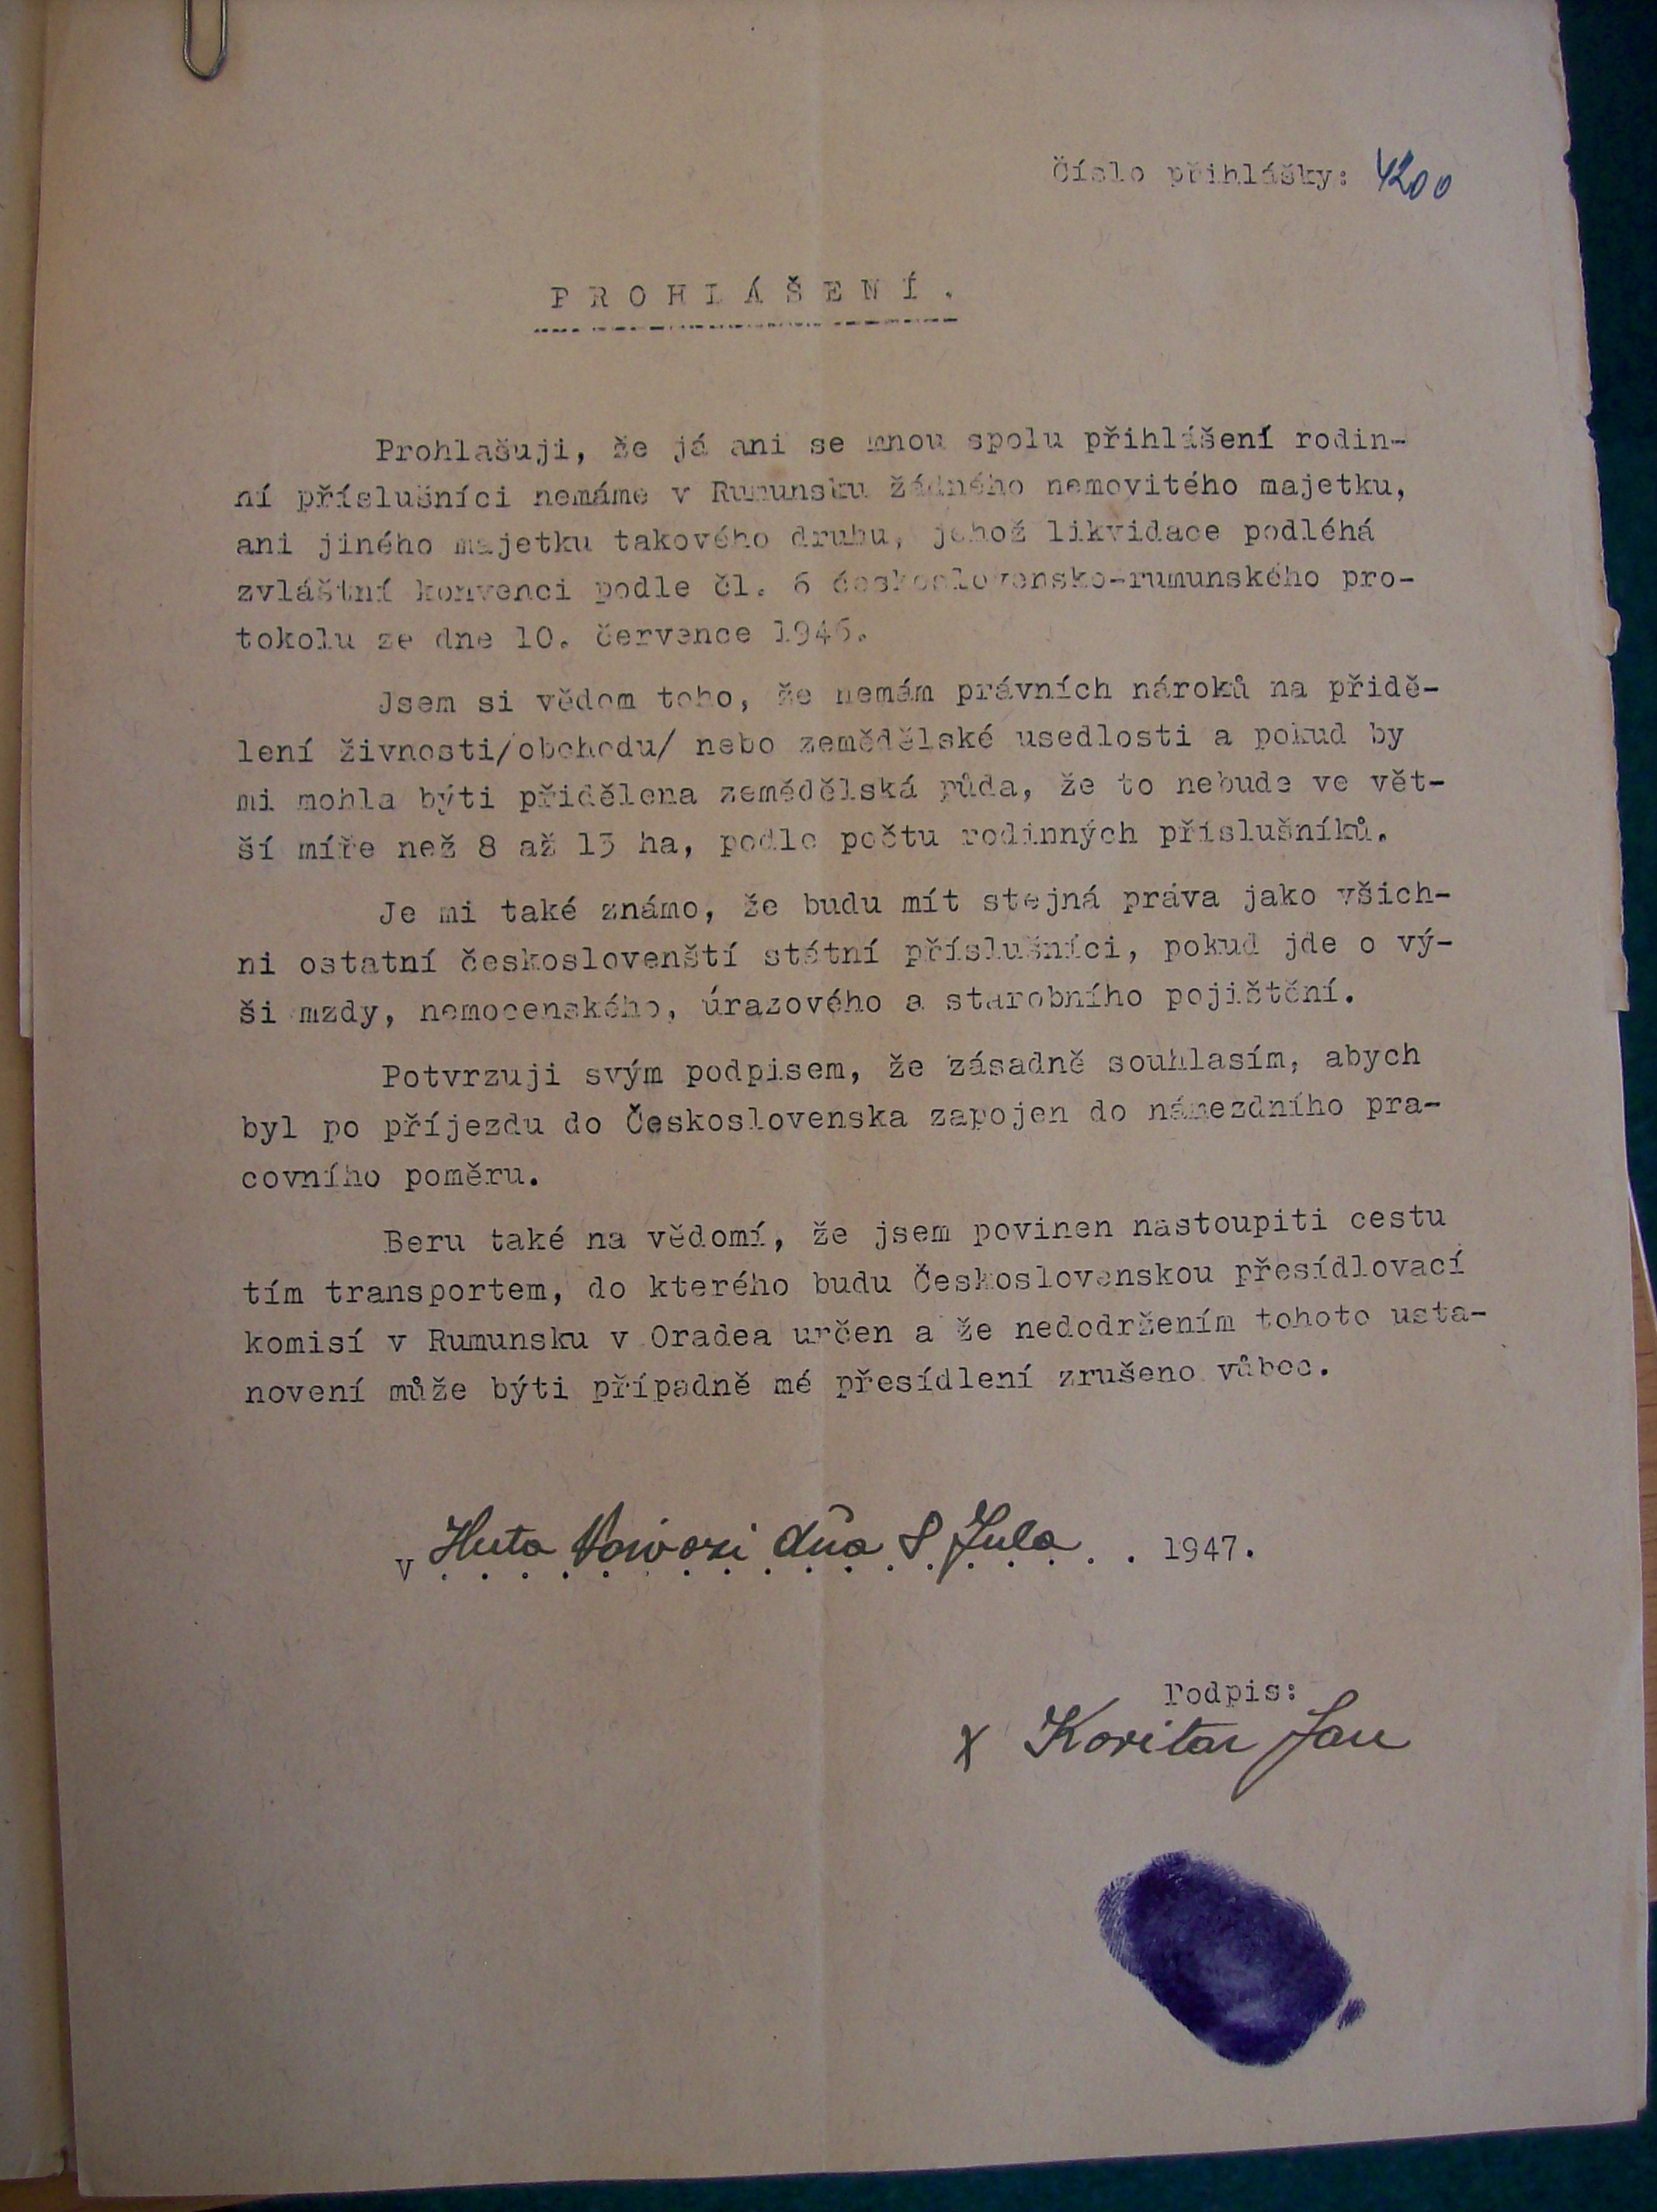 Číslo přihlášky: 4200
PROHLÁŠENÍ.
Prohlašuji, že já ani se mnou spolu přihlášení rodin-
ní příslušníci nemáme v Rumunsku žádného nemovitého majetku,
ani jiného majetku takového druhu, jehož likvidace podléhá
zvláštní konvenci podle čl. 6 československo-rumunského pro-
tokolu ze dne 10. července 1946.
Jsem si vědom toho, že nemám právních nároků na přidě-
lení živnosti/obchodu/ nebo zemědělské usedlosti a pokud by
mi mohla býti přidělena zemědělská půda, že to nebude ve vět-
ší míře než 8 až 13 ha, podle počtu rodinných příslušníků.
Je mi také známo, že budu mít stejná práva jako všich-
ni ostatní českoslovenští státní příslušníci, pokud jde o vý-
ši mzdy, nemocenského, úrazového a starobního pojištění.
Potvrzuji svým podpisem, že zásadně souhlasím, abych
byl po příjezdu do Československa zapojen do námezdního pra-
covního poměru.
Beru také na vědomí, že jsem povinen nastoupiti cestu
tím transportem, do kterého budu Československou přesídlovací
komisí v Rumunsku v Oradea určen a že nedodržením tohoto usta-
novení může býti případně mé přesídlení zrušeno vůbec.
v Huta dňa 8 Jula . . 1947.
Podpis:
x Koritar Jan